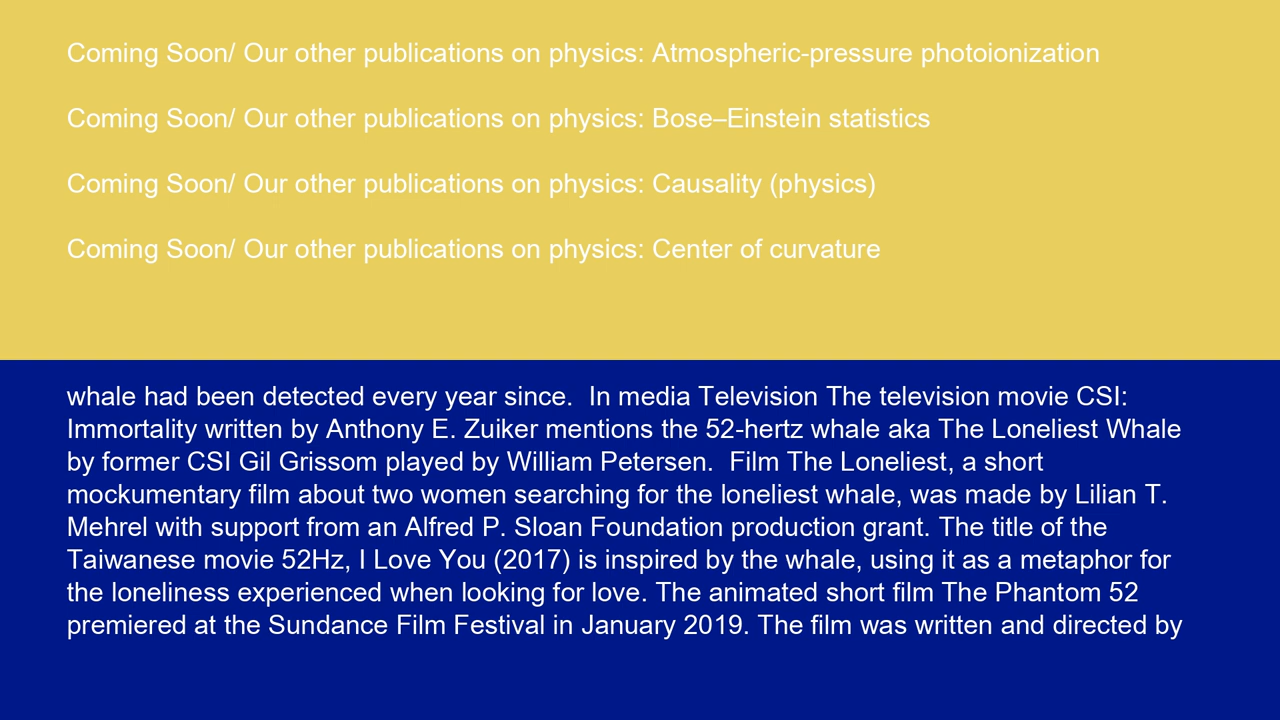 Coming Soon/ Our other publications on physics: Atmospheric-pressure photoionization
Coming Soon/ Our other publications on physics: Bose–Einstein statistics
Coming Soon/ Our other publications on physics: Causality (physics)
Coming Soon/ Our other publications on physics: Center of curvature
whale had been detected every year since.  In media Television The television movie CSI:
Immortality written by Anthony E. Zuiker mentions the 52-hertz whale aka The Loneliest Whale
by former CSI Gil Grissom played by William Petersen.  Film The Loneliest, a short
mockumentary film about two women searching for the loneliest whale, was made by Lilian T.
Mehrel with support from an Alfred P. Sloan Foundation production grant. The title of the
Taiwanese movie 52Hz, I Love You (2017) is inspired by the whale, using it as a metaphor for
the loneliness experienced when looking for love. The animated short film The Phantom 52
premiered at the Sundance Film Festival in January 2019. The film was written and directed by